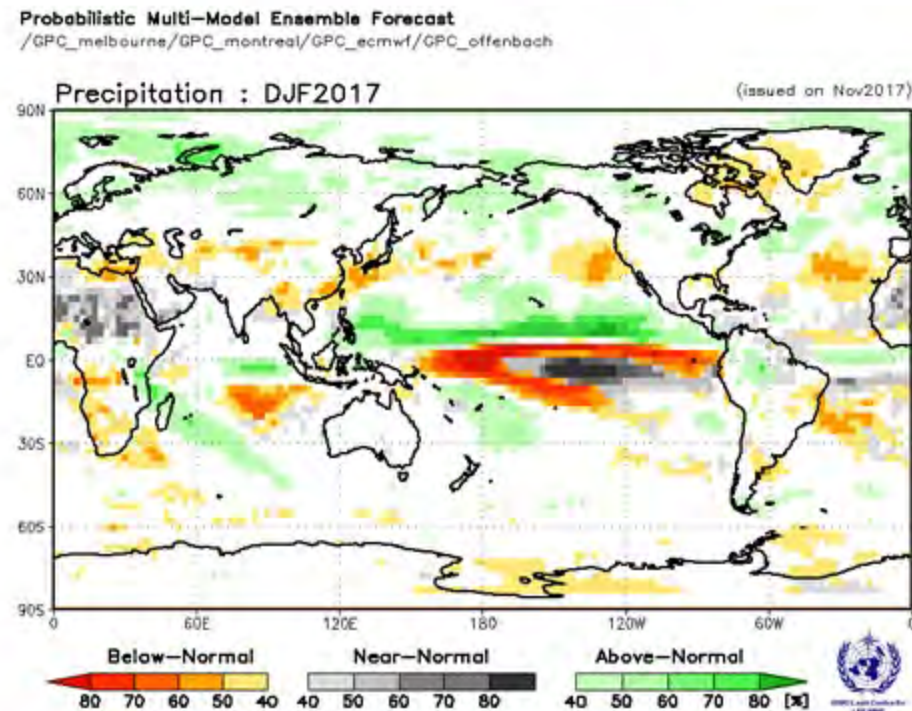 Probabilistic Multi-Model Ensemble Forecast
/GPC_melbourne/GPC_montreal/GPC_ecmwf/GPC_offenbach
Precipitation : DJF2017
(issued on Nov2017)
90N
60N
30N
EQ
30S
60S
90S
0 60E 120E 180 120W 60W 0
Below-Normal Near-Normal Above-Normal
80 70 60 50 40 40 50 60 70 80 40 50 60 70 80 [%]